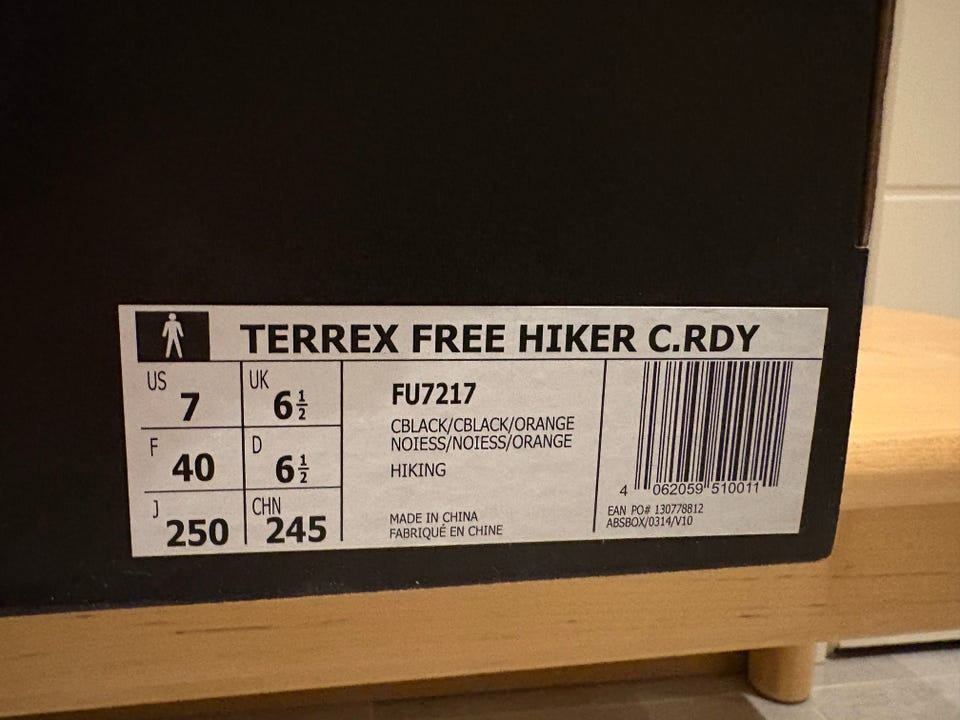 TERREX FREE HIKER C.RDY
US 7
UK 6½
F 40
D 6½
J 250
CHN 245
FU7217
CBLACK/CBLACK/ORANGE
NOIESS/NOIESS/ORANGE
HIKING
MADE IN CHINA
FABRIQUÉ EN CHINE
4 062059 510011
EAN PO# 130778812
ABSBOX/0314/V10